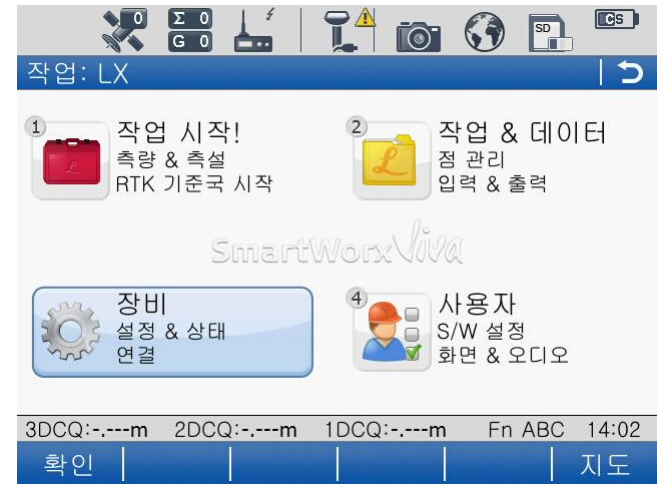 0
Σ 0
G 0
SD
CS
작업: LX
1
작업 시작!
측량 & 측설
RTK 기준국 시작
2
작업 & 데이터
점 관리
입력 & 출력
SmartWorx Viva
장비
설정 & 상태
연결
4
사용자
S/W 설정
화면 & 오디오
3DCQ:-.---m 2DCQ:-.---m 1DCQ:-.---m Fn ABC 14:02
확인 지도